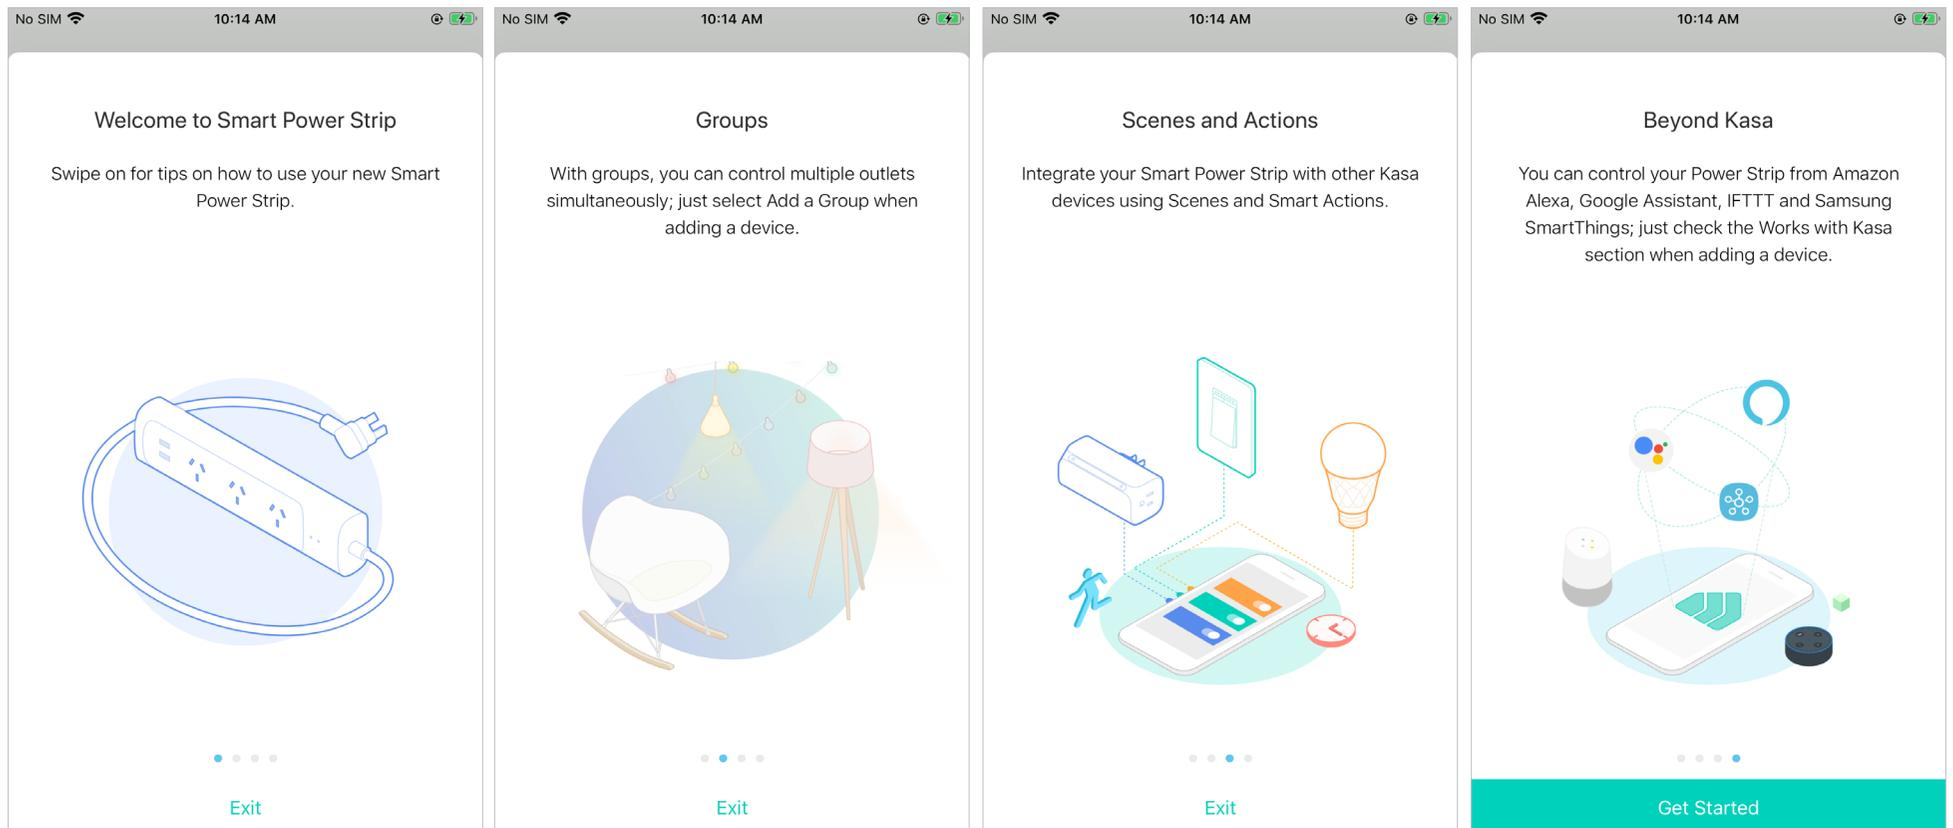 No SIM
10:14 AM
Welcome to Smart Power Strip
Swipe on for tips on how to use your new Smart
Power Strip.
Exit
No SIM
10:14 AM
Groups
With groups, you can control multiple outlets
simultaneously; just select Add a Group when
adding a device.
Exit
No SIM
10:14 AM
Scenes and Actions
Integrate your Smart Power Strip with other Kasa
devices using Scenes and Smart Actions.
Exit
No SIM
10:14 AM
Beyond Kasa
You can control your Power Strip from Amazon
Alexa, Google Assistant, IFTTT and Samsung
SmartThings; just check the Works with Kasa
section when adding a device.
Get Started